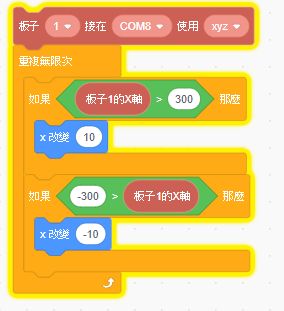 板子 1 接在 COM8 使用 xyz
重複無限次
如果 板子1的X軸 > 300 那麼
x 改變 10
如果 -300 > 板子1的X軸 那麼
x 改變 -10